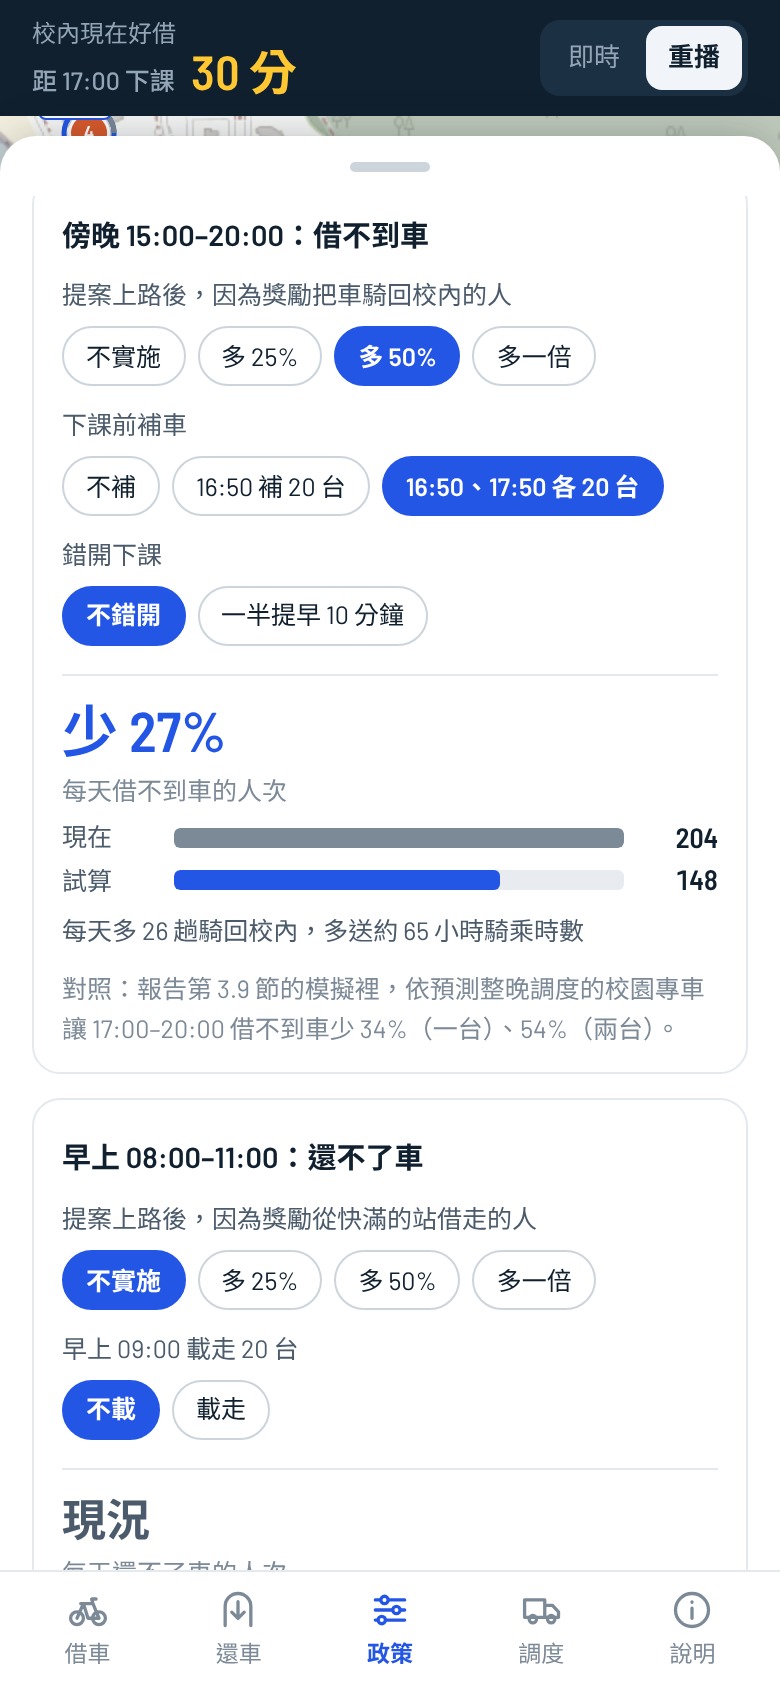 校內現在好借
距 17:00 下課 30 分
即時 重播
4
傍晚 15:00–20:00：借不到車
提案上路後，因為獎勵把車騎回校內的人
不實施 多 25% 多 50% 多一倍
下課前補車
不補 16:50 補 20 台 16:50、17:50 各 20 台
錯開下課
不錯開 一半提早 10 分鐘
少 27%
每天借不到車的人次
現在 204
試算 148
每天多 26 趟騎回校內，多送約 65 小時騎乘時數
對照：報告第 3.9 節的模擬裡，依預測整晚調度的校園專車
讓 17:00–20:00 借不到車少 34%（一台）、54%（兩台）。
早上 08:00–11:00：還不了車
提案上路後，因為獎勵從快滿的站借走的人
不實施 多 25% 多 50% 多一倍
早上 09:00 載走 20 台
不載 載走
現況
每天還不了車的人次
借車 還車 政策 調度 說明